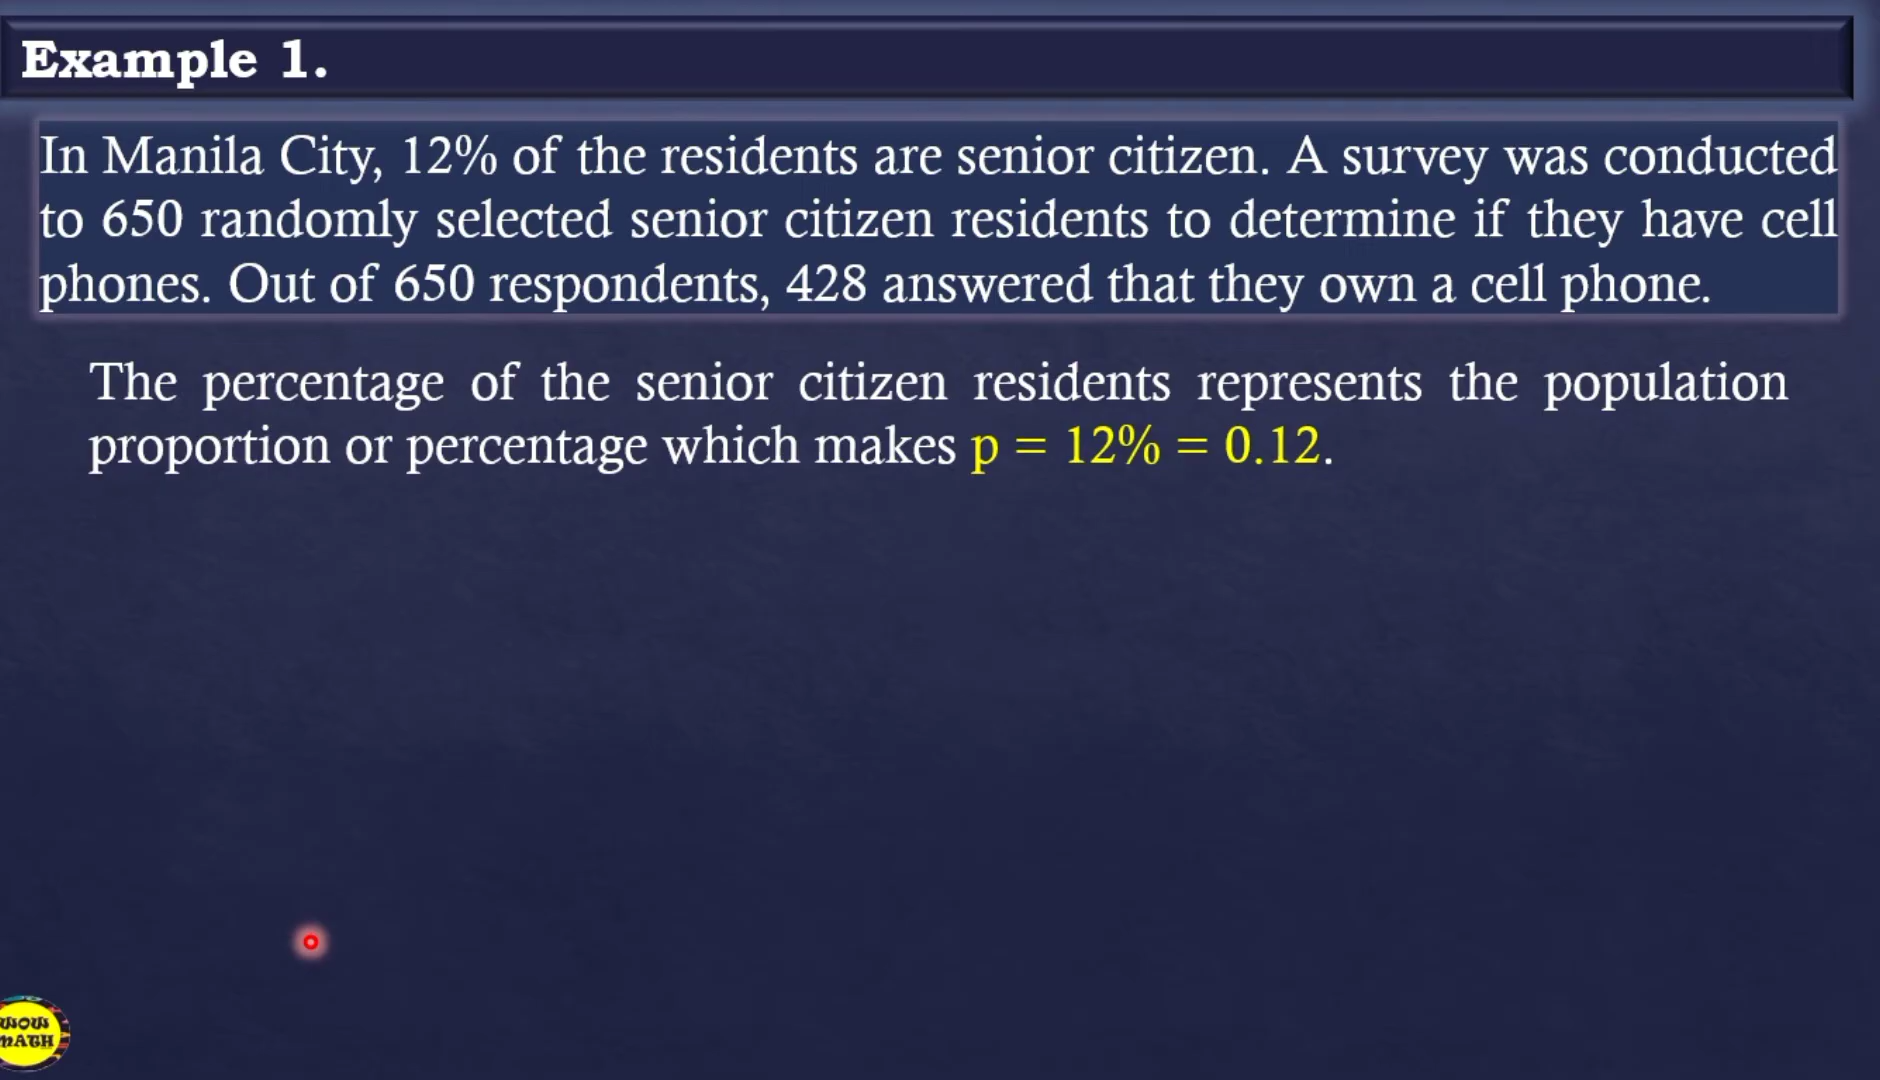 Example 1.
In Manila City, 12% of the residents are senior citizen. A survey was conducted
to 650 randomly selected senior citizen residents to determine if they have cell
phones. Out of 650 respondents, 428 answered that they own a cell phone.
The percentage of the senior citizen residents represents the population
proportion or percentage which makes p = 12% = 0.12.
WOW
MATH